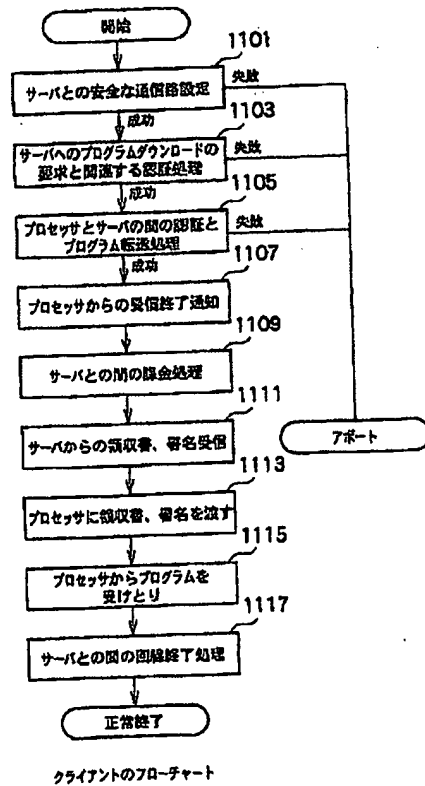 開始
1101
サーバとの安全な通信路設定
失敗
成功
1103
サーバへのプログラムダウンロードの
要求と関連する認証処理
失敗
成功
1105
プロセッサとサーバの間の認証と
プログラム転送処理
失敗
成功
1107
プロセッサからの受信終了通知
1109
サーバとの間の課金処理
1111
サーバからの領収書、署名受信
アボート
1113
プロセッサに領収書、署名を渡す
1115
プロセッサからプログラムを
受けとり
1117
サーバとの間の回線終了処理
正常終了
クライアントのフローチャート